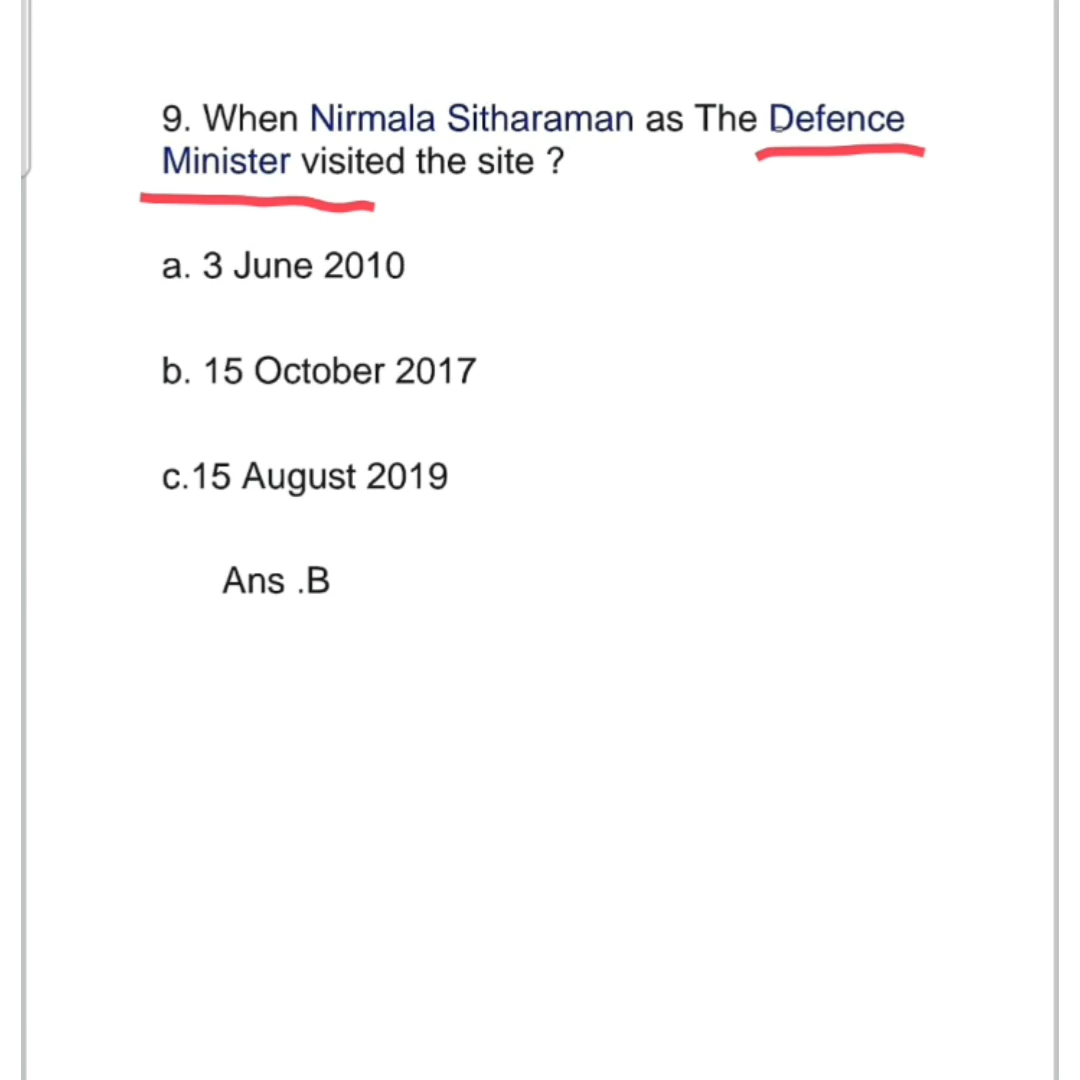 9. When Nirmala Sitharaman as The Defence
Minister visited the site ?
a. 3 June 2010
b. 15 October 2017
c.15 August 2019
Ans .B